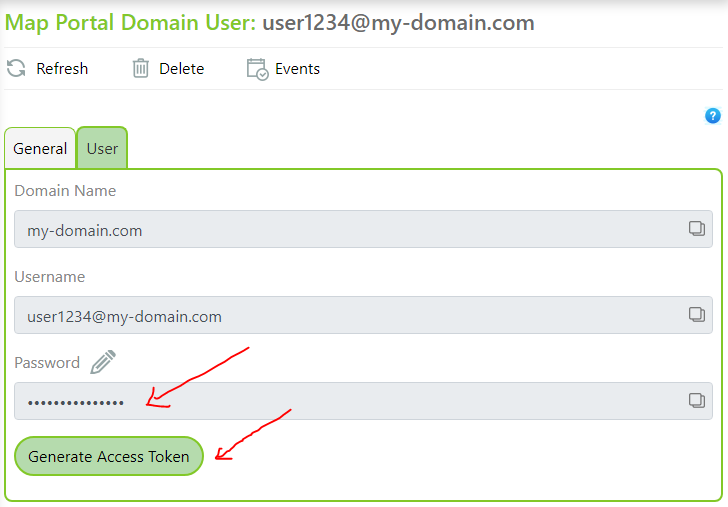 Map Portal Domain User: user1234@my-domain.com
Refresh Delete Events
?
General User
Domain Name
my-domain.com
Username
user1234@my-domain.com
Password
•••••••••••••••
Generate Access Token